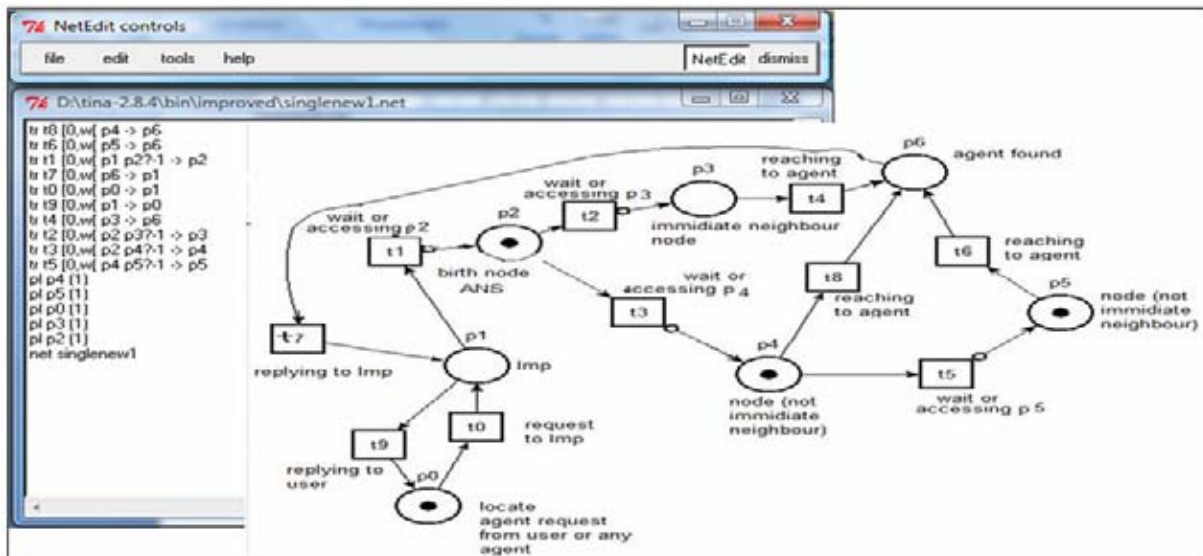 NetEdit controls
file edit tools help NetEdit dismiss
D:\tina-2.8.4\bin\improved\singlenew1.net
tr t8 [0,w[ p4 -> p6
tr t6 [0,w[ p5 -> p6
tr t1 [0,w[ p1 p2?-1 -> p2
tr t7 [0,w[ p6 -> p1
tr t0 [0,w[ p0 -> p1
tr t9 [0,w[ p1 -> p0
tr t4 [0,w[ p3 -> p6
tr t2 [0,w[ p2 p3?-1 -> p3
tr t3 [0,w[ p2 p4?-1 -> p4
tr t5 [0,w[ p4 p5?-1 -> p5
pl p4 [1]
pl p5 [1]
pl p0 [1]
pl p3 [1]
pl p2 [1]
net singlenew1
p6
agent found
p3
reaching
to agent
t4
wait or
accessing p3
t2
immidiate neighbour
node
p2
birth node
ANS
wait or
accessing p2
t1
t6
reaching
to agent
t8
reaching
to agent
p5
node (not
immidiate
neighbour)
wait or
accessing p4
t3
p4
node (not
immidiate
neighbour)
t5
wait or
accessing p5
t7
replying to Imp
p1
Imp
t0
request
to Imp
t9
replying to
user
p0
locate
agent request
from user or any
agent